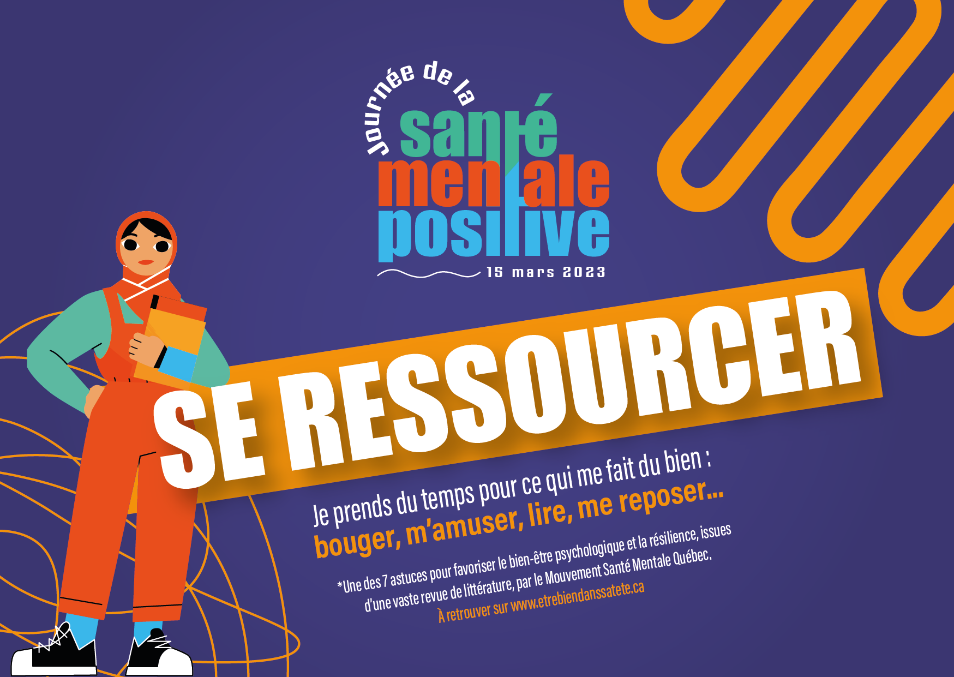 Journée de la
santé
mentale
positive
15 mars 2023
SE RESSOURCER
Je prends du temps pour ce qui me fait du bien :
bouger, m'amuser, lire, me reposer...
*Une des 7 astuces pour favoriser le bien-être psychologique et la résilience, issues
d'une vaste revue de littérature, par le Mouvement Santé Mentale Québec.
À retrouver sur www.etrebiendanssatete.ca